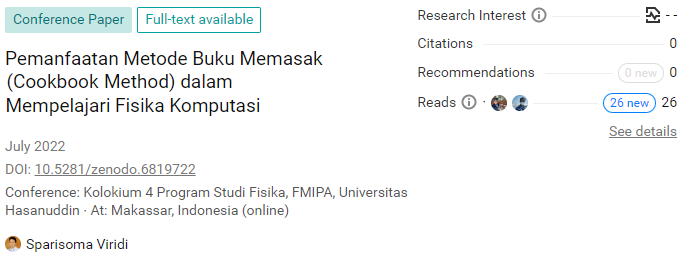 Conference Paper
Full-text available
Pemanfaatan Metode Buku Memasak
(Cookbook Method) dalam
Mempelajari Fisika Komputasi
July 2022
DOI: 10.5281/zenodo.6819722
Conference: Kolokium 4 Program Studi Fisika, FMIPA, Universitas
Hasanuddin · At: Makassar, Indonesia (online)
Sparisoma Viridi
Research Interest - -
Citations 0
Recommendations 0 new 0
Reads · 26 new 26
See details